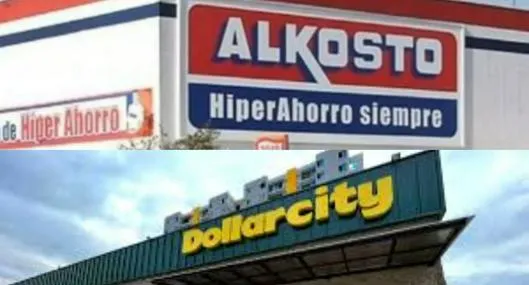 ALKOSTO
HiperAhorro siempre
de Hiper Ahorro
Dollarcity